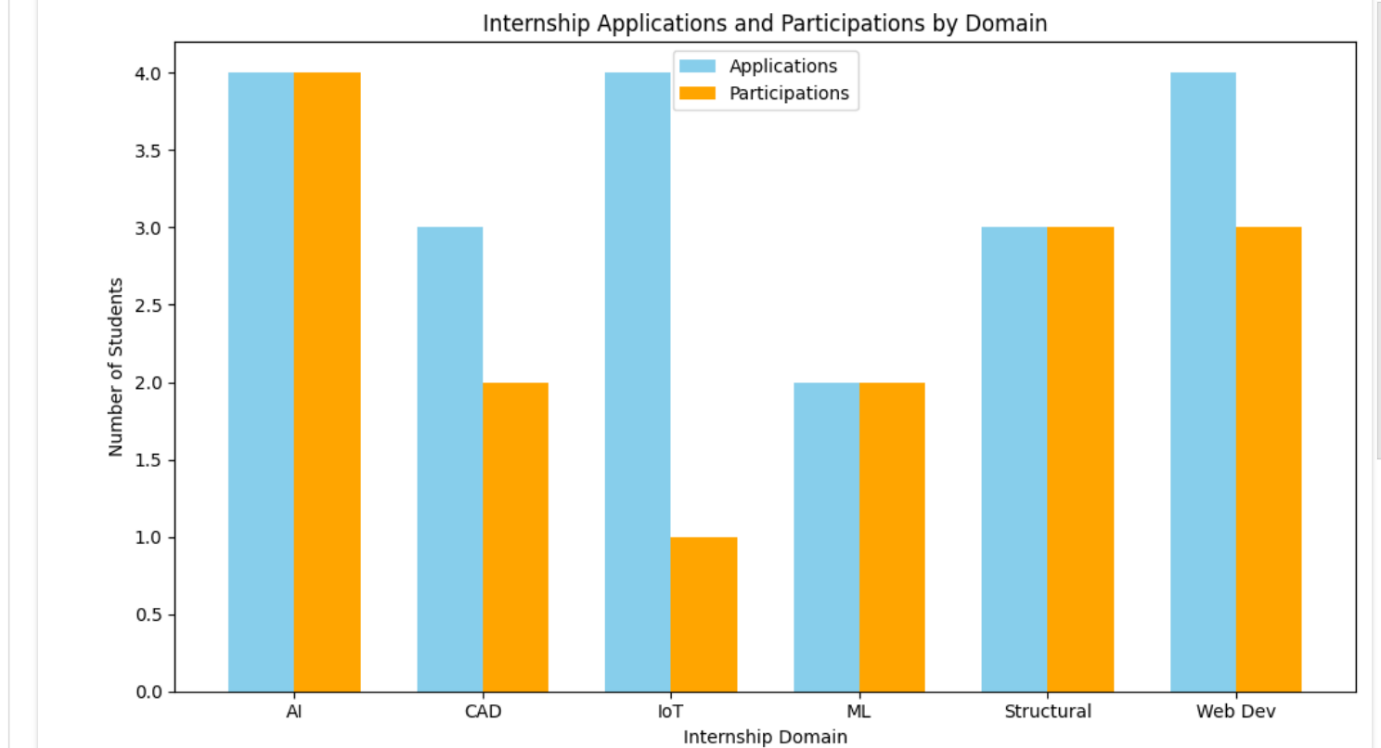 Internship Applications and Participations by Domain
Applications
Participations
Number of Students
4.0
3.5
3.0
2.5
2.0
1.5
1.0
0.5
0.0
AI CAD IoT ML Structural Web Dev
Internship Domain